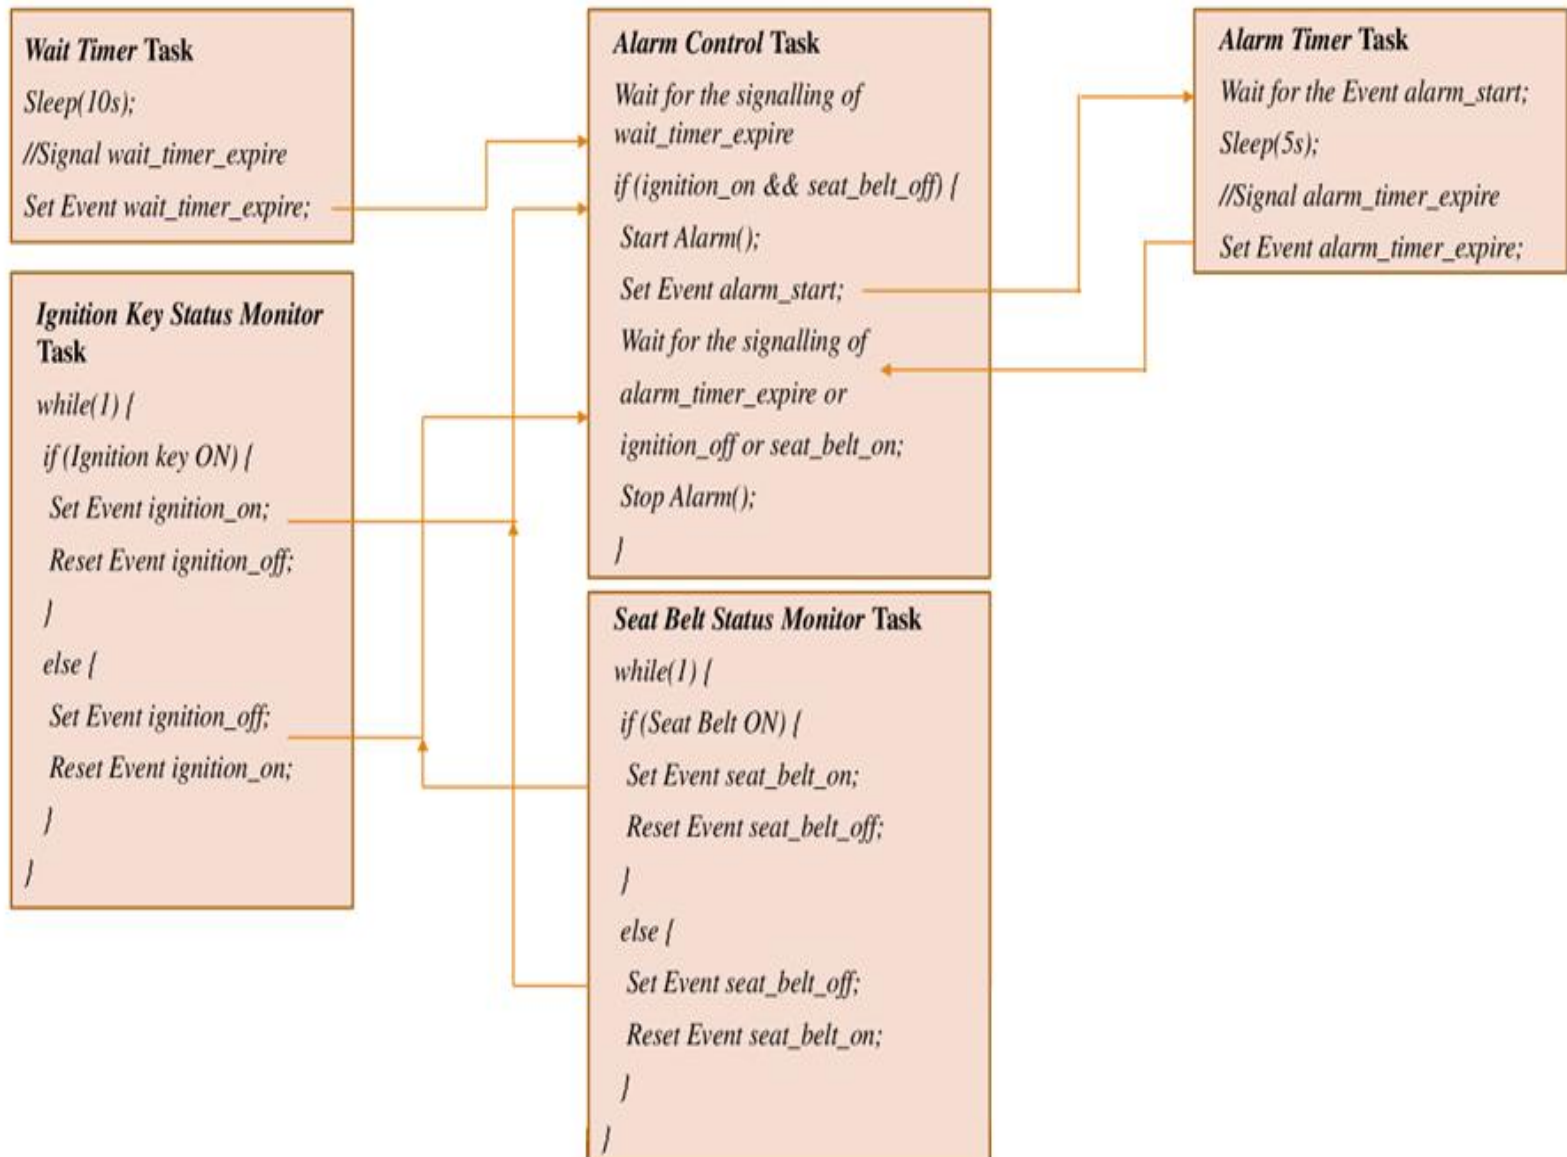 Wait Timer Task
Sleep(10s);
//Signal wait_timer_expire
Set Event wait_timer_expire;
Ignition Key Status Monitor
Task
while(1) {
if (Ignition key ON) {
Set Event ignition_on;
Reset Event ignition_off;
}
else {
Set Event ignition_off;
Reset Event ignition_on;
}
}
Alarm Control Task
Wait for the signalling of
wait_timer_expire
if (ignition_on && seat_belt_off) {
Start Alarm();
Set Event alarm_start;
Wait for the signalling of
alarm_timer_expire or
ignition_off or seat_belt_on;
Stop Alarm();
}
Seat Belt Status Monitor Task
while(1) {
if (Seat Belt ON) {
Set Event seat_belt_on;
Reset Event seat_belt_off;
}
else {
Set Event seat_belt_off;
Reset Event seat_belt_on;
}
}
Alarm Timer Task
Wait for the Event alarm_start;
Sleep(5s);
//Signal alarm_timer_expire
Set Event alarm_timer_expire;